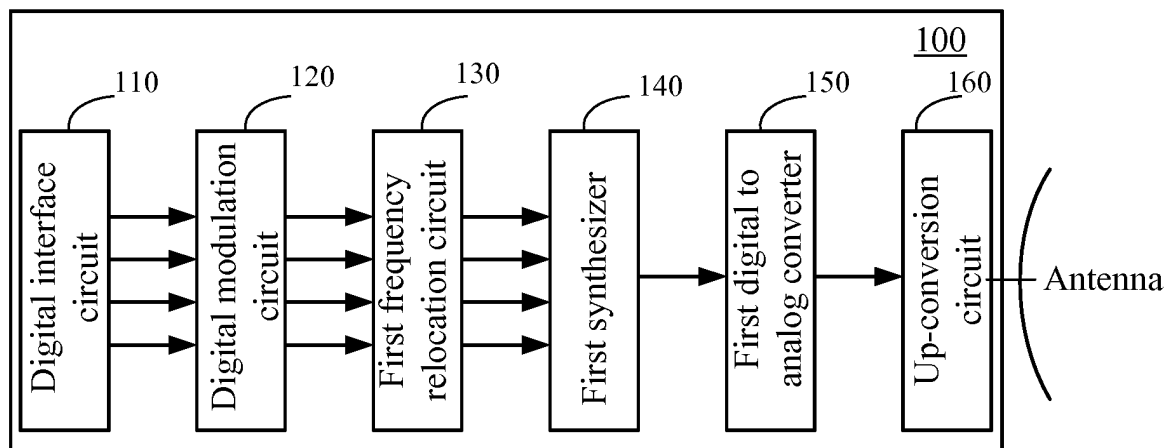 100
110
120
130
140
150
160
Digital interface
circuit
Digital modulation
circuit
First frequency
relocation circuit
First synthesizer
First digital to
analog converter
Up-conversion
circuit
Antenna